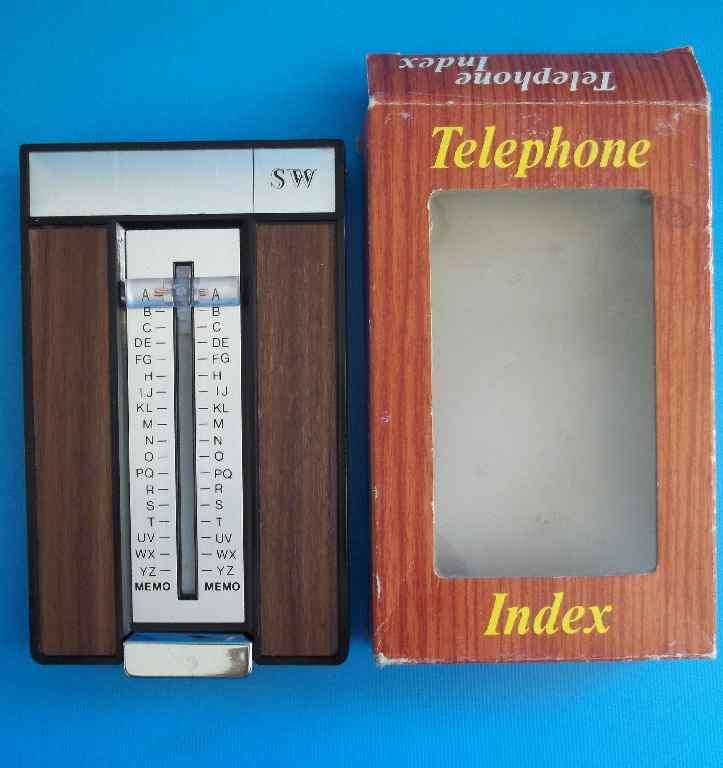 SW
A A
B B
C C
DE DE
FG FG
H H
IJ IJ
KL KL
M M
N N
O O
PQ PQ
R R
S S
T T
UV UV
WX WX
YZ YZ
MEMO MEMO
Telephone
Index
Telephone
Index